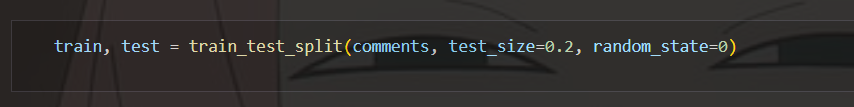 train, test = train_test_split(comments, test_size=0.2, random_state=0)